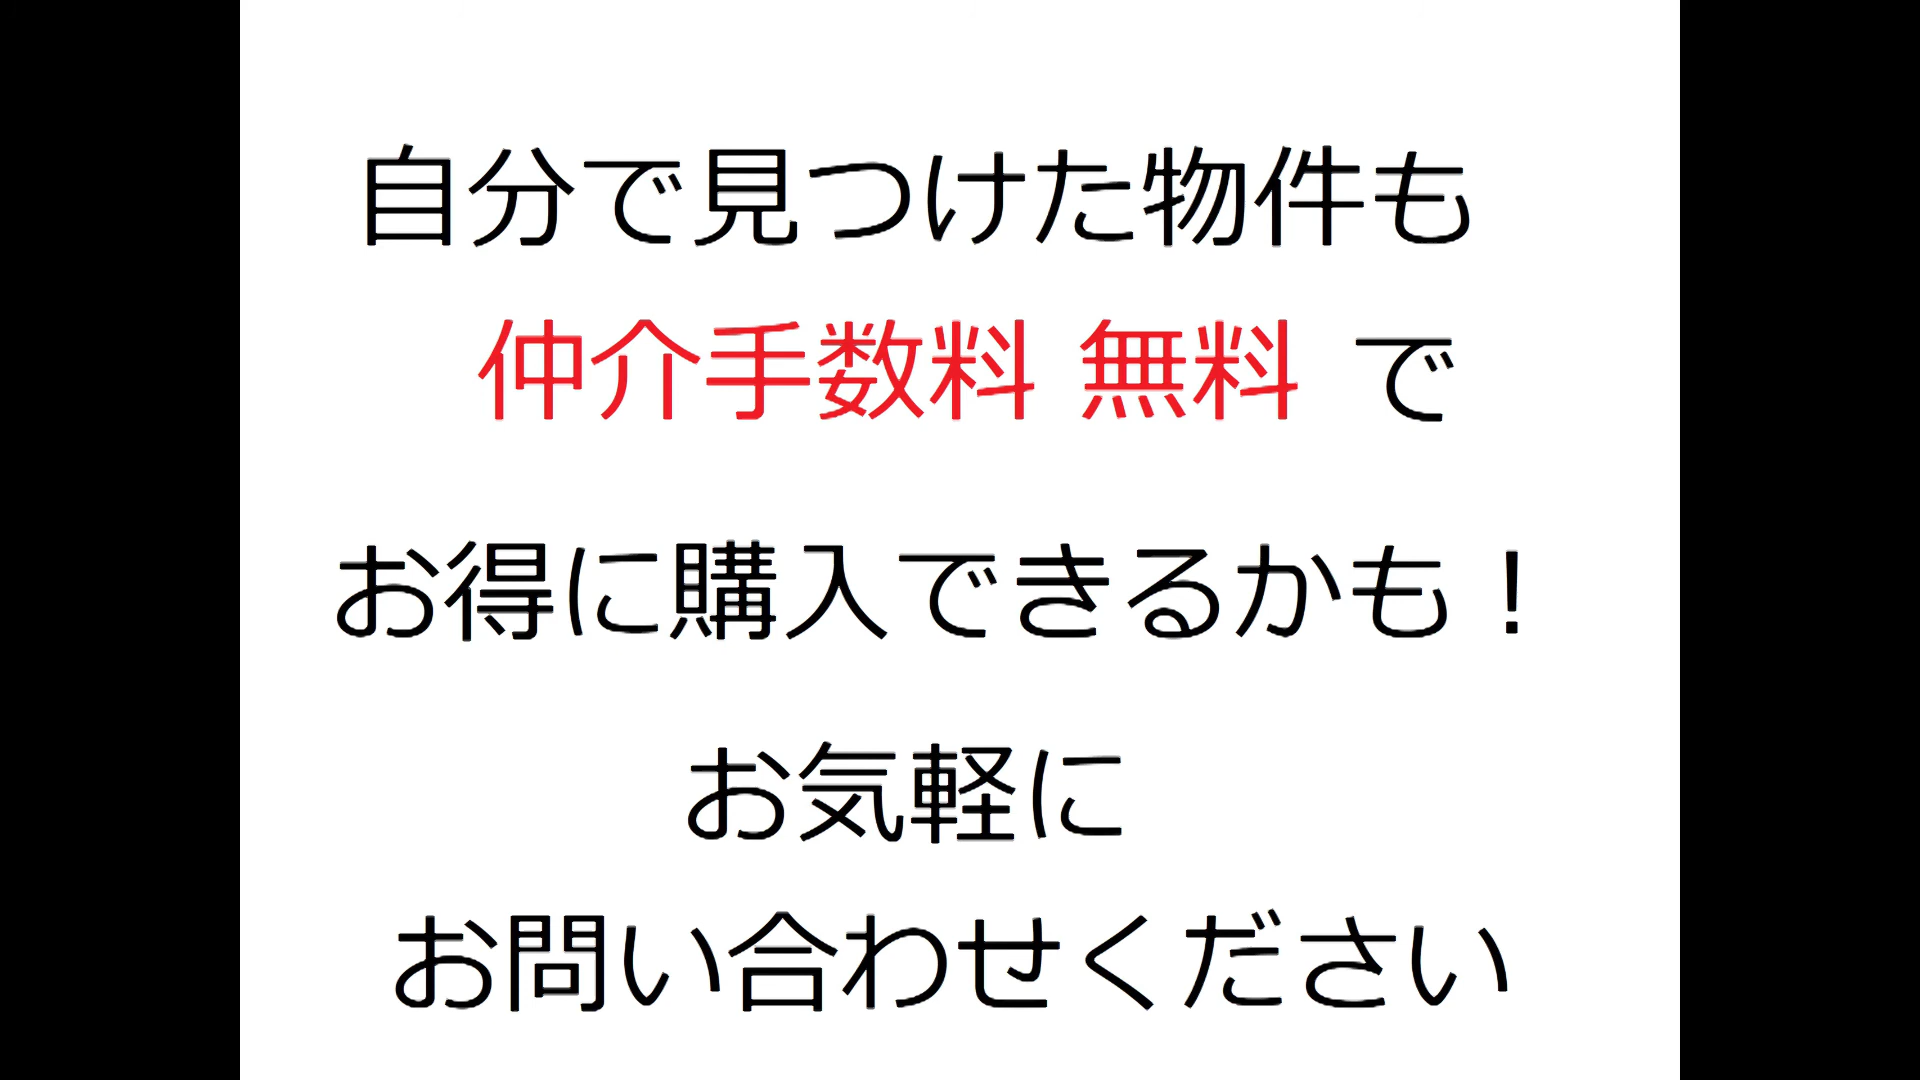 自分で見つけた物件も
仲介手数料 無料 で
お得に購入できるかも！
お気軽に
お問い合わせください